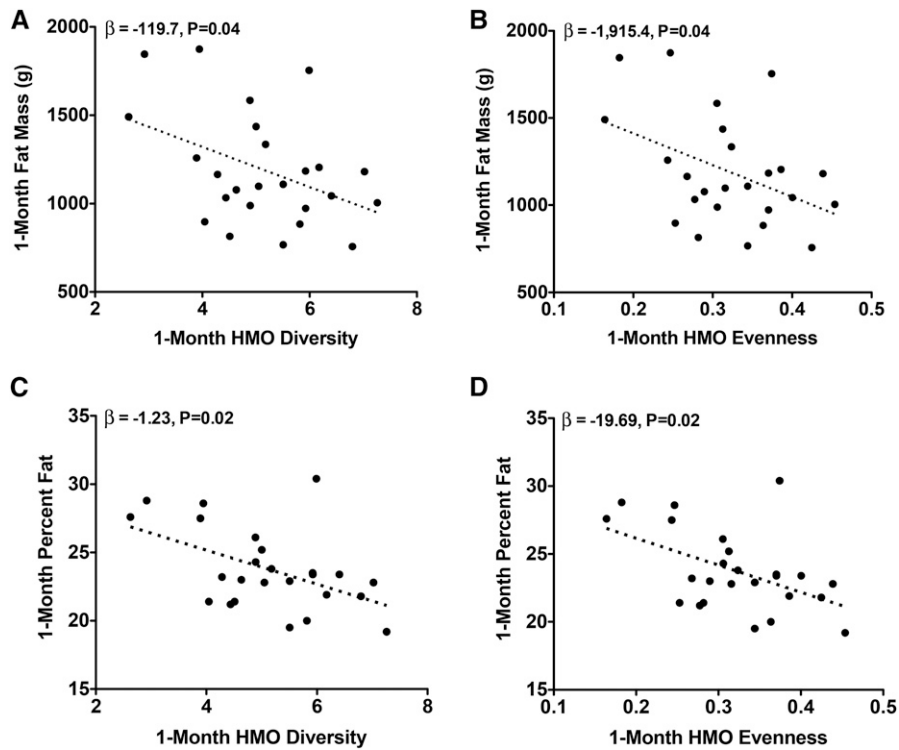 A
β = -119.7, P=0.04
2000
1500
1000
500
1-Month Fat Mass (g)
2
4
6
8
1-Month HMO Diversity
B
β = -1,915.4, P=0.04
2000
1500
1000
500
1-Month Fat Mass (g)
0.1
0.2
0.3
0.4
0.5
1-Month HMO Evenness
C
β = -1.23, P=0.02
35
30
25
20
15
1-Month Percent Fat
2
4
6
8
1-Month HMO Diversity
D
β = -19.69, P=0.02
35
30
25
20
15
1-Month Percent Fat
0.1
0.2
0.3
0.4
0.5
1-Month HMO Evenness